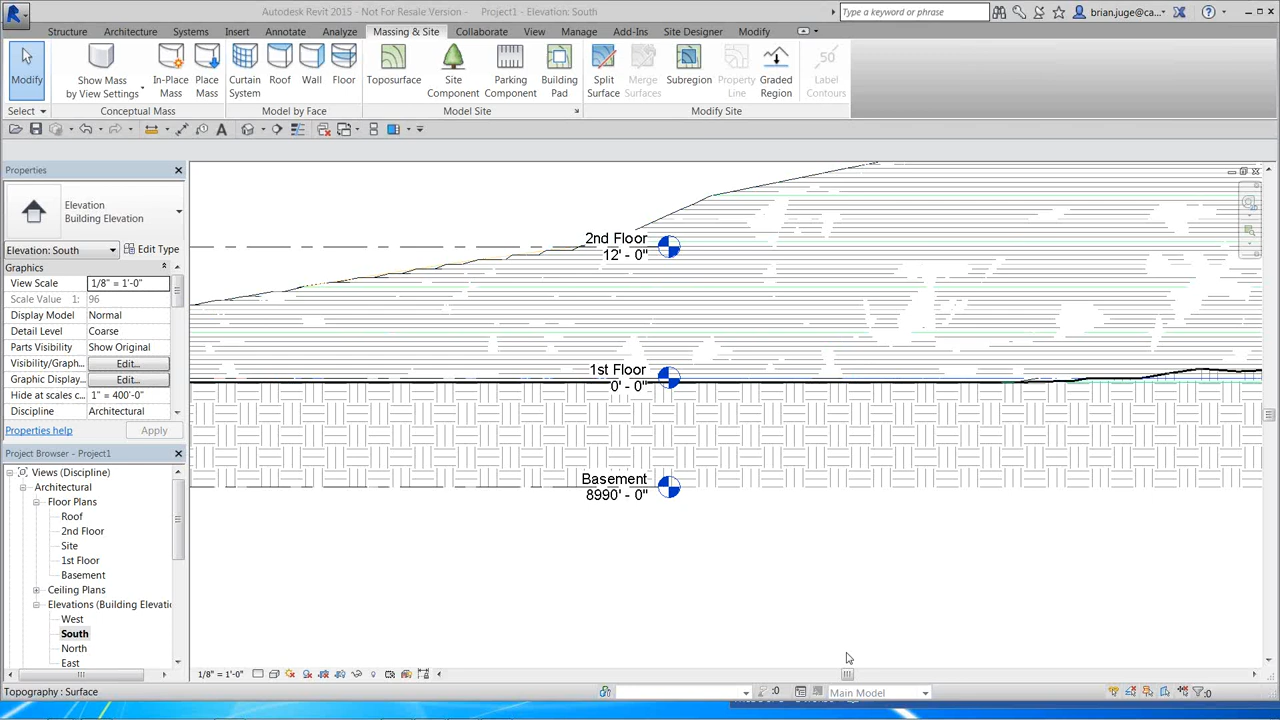 Autodesk Revit 2015 - Not For Resale Version - Project1 - Elevation: South
Type a keyword or phrase
brian.juge@ca...
Structure Architecture Systems Insert Annotate Analyze Massing & Site Collaborate View Manage Add-Ins Site Designer Modify
Modify
Show Mass
by View Settings
In-Place
Mass
Place
Mass
Curtain
System
Roof
Wall
Floor
Toposurface
Site
Component
Parking
Component
Building
Pad
Split
Surface
Merge
Surfaces
Subregion
Property
Line
Graded
Region
50
Label
Contours
Select
Conceptual Mass
Model by Face
Model Site
Modify Site
Properties
Elevation
Building Elevation
Elevation: South
Edit Type
Graphics
View Scale 1/8" = 1'-0"
Scale Value 1: 96
Display Model Normal
Detail Level Coarse
Parts Visibility Show Original
Visibility/Graph... Edit...
Graphic Display... Edit...
Hide at scales c... 1" = 400'-0"
Discipline Architectural
Properties help
Apply
Project Browser - Project1
Views (Discipline)
Architectural
Floor Plans
Roof
2nd Floor
Site
1st Floor
Basement
Ceiling Plans
Elevations (Building Elevati
West
South
North
East
2nd Floor
12' - 0"
1st Floor
0' - 0"
Basement
8990' - 0"
1/8" = 1'-0"
Topography : Surface
:0
Main Model
:0